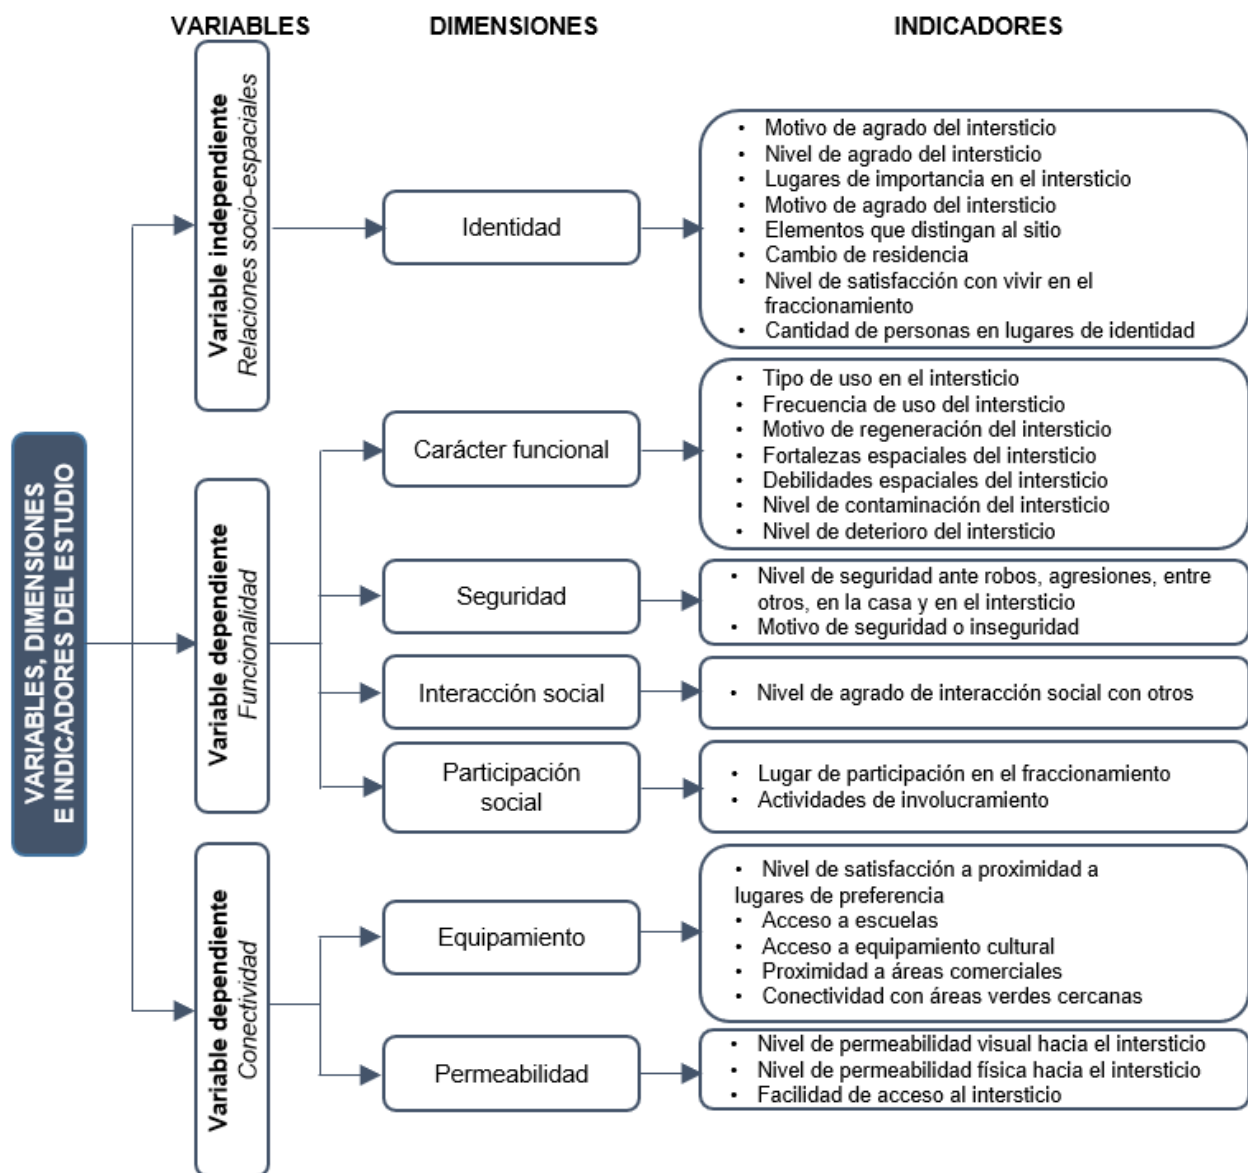 VARIABLES
DIMENSIONES
INDICADORES
VARIABLES, DIMENSIONES
E INDICADORES DEL ESTUDIO
Variable independiente
Relaciones socio-espaciales
Identidad
• Motivo de agrado del intersticio
• Nivel de agrado del intersticio
• Lugares de importancia en el intersticio
• Motivo de agrado del intersticio
• Elementos que distingan al sitio
• Cambio de residencia
• Nivel de satisfacción con vivir en el
fraccionamiento
• Cantidad de personas en lugares de identidad
Variable dependiente
Funcionalidad
Carácter funcional
• Tipo de uso en el intersticio
• Frecuencia de uso del intersticio
• Motivo de regeneración del intersticio
• Fortalezas espaciales del intersticio
• Debilidades espaciales del intersticio
• Nivel de contaminación del intersticio
• Nivel de deterioro del intersticio
Seguridad
• Nivel de seguridad ante robos, agresiones, entre
otros, en la casa y en el intersticio
• Motivo de seguridad o inseguridad
Interacción social
• Nivel de agrado de interacción social con otros
Participación
social
• Lugar de participación en el fraccionamiento
• Actividades de involucramiento
Variable dependiente
Conectividad
Equipamiento
• Nivel de satisfacción a proximidad a
lugares de preferencia
• Acceso a escuelas
• Acceso a equipamiento cultural
• Proximidad a áreas comerciales
• Conectividad con áreas verdes cercanas
Permeabilidad
• Nivel de permeabilidad visual hacia el intersticio
• Nivel de permeabilidad física hacia el intersticio
• Facilidad de acceso al intersticio